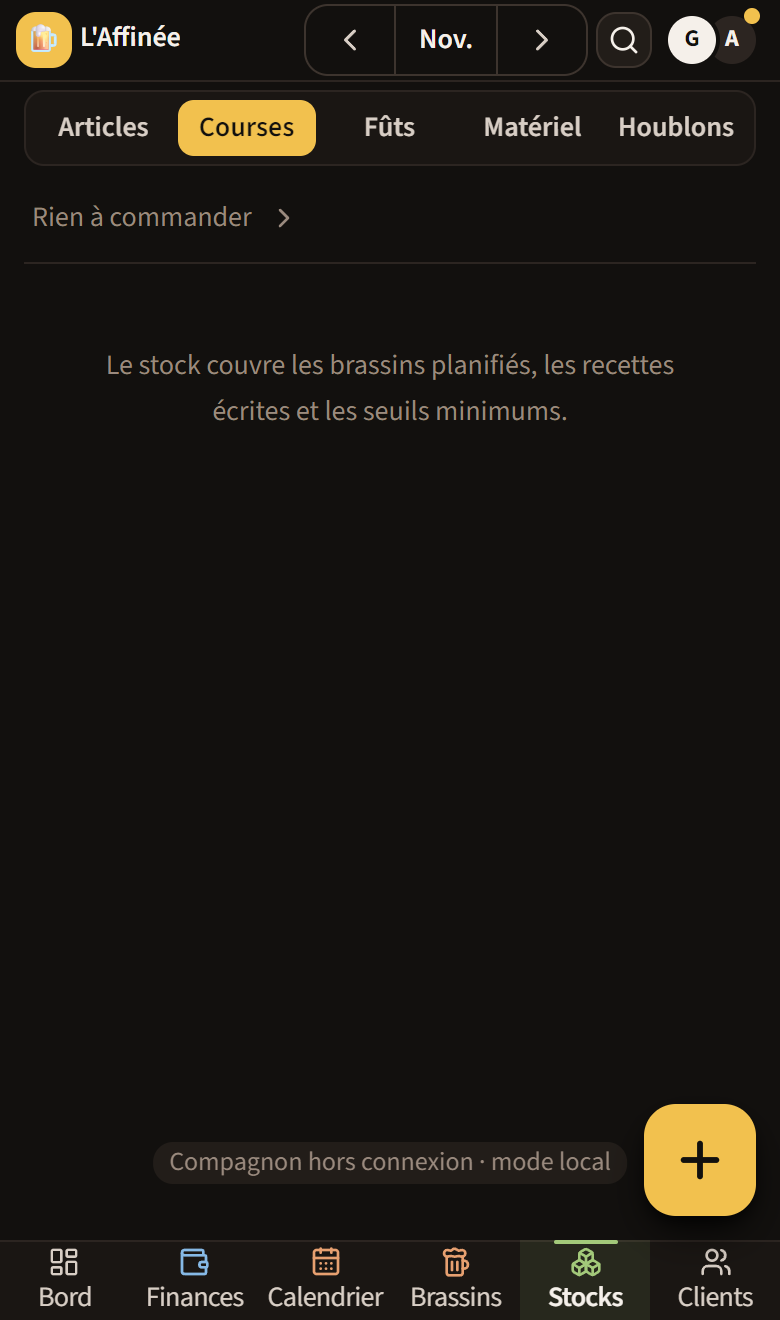 L'Affinée
Nov.
G
A
Articles
Courses
Fûts
Matériel
Houblons
Rien à commander
Le stock couvre les brassins planifiés, les recettes
écrites et les seuils minimums.
Compagnon hors connexion · mode local
Bord
Finances
Calendrier
Brassins
Stocks
Clients